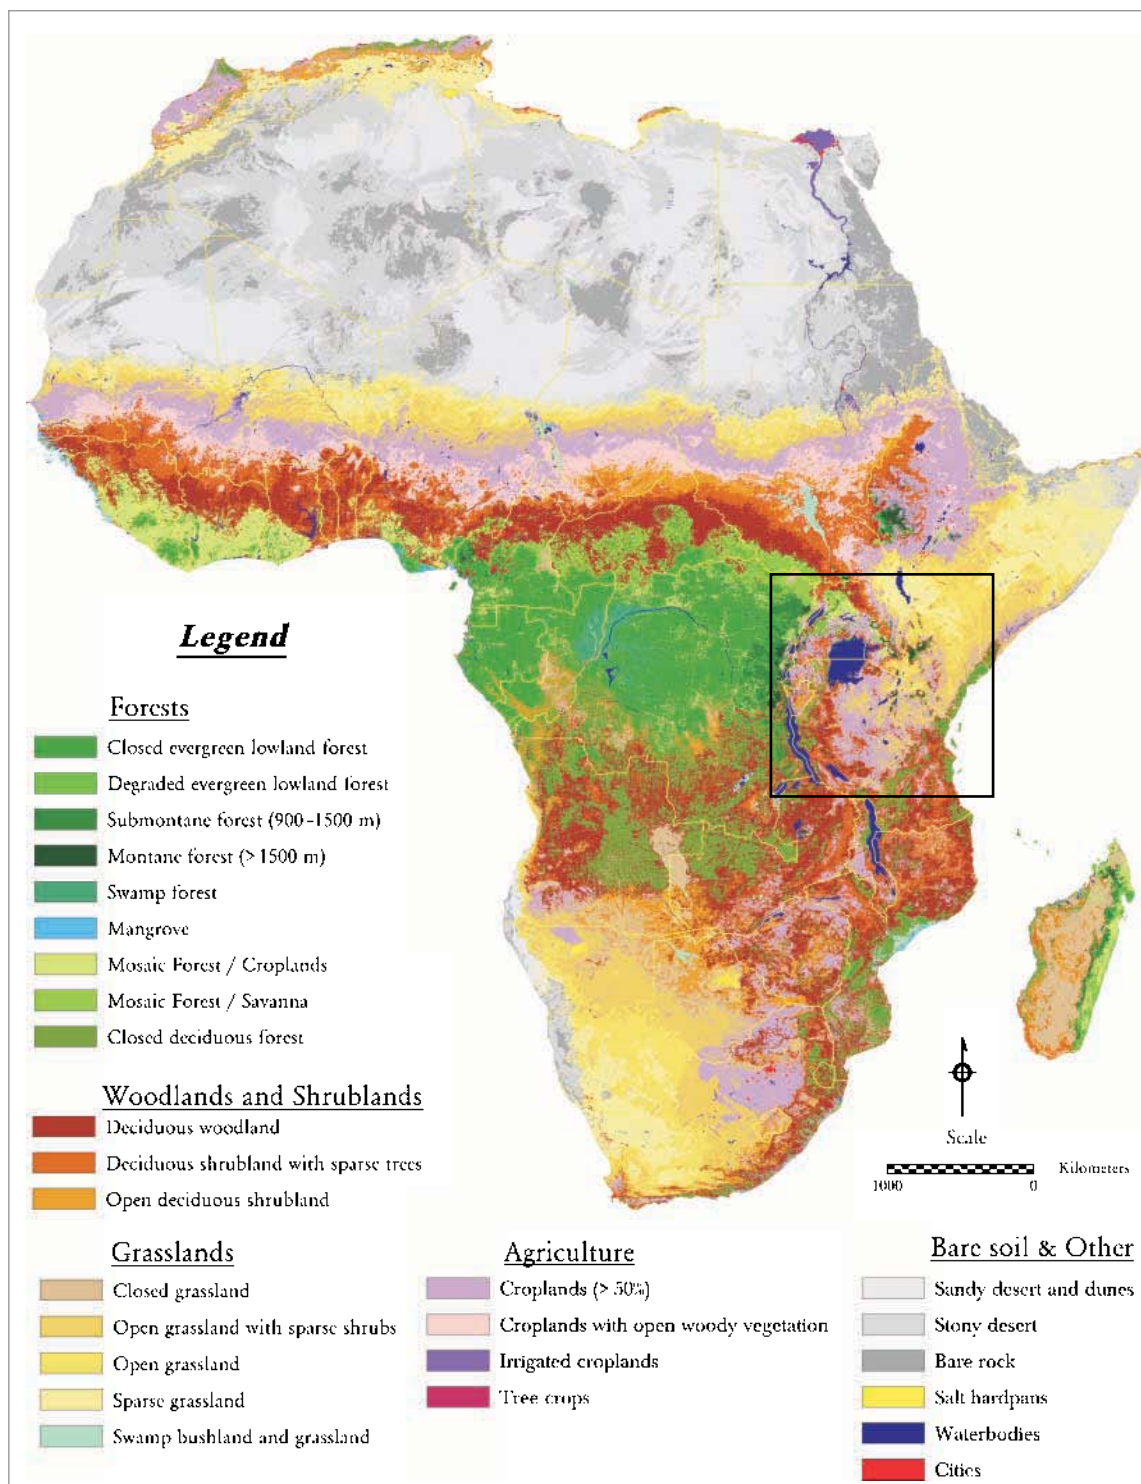 Legend
Forests
Closed evergreen lowland forest
Degraded evergreen lowland forest
Submontane forest (900-1500 m)
Montane forest (>1500 m)
Swamp forest
Mangrove
Mosaic Forest / Croplands
Mosaic Forest / Savanna
Closed deciduous forest
Woodlands and Shrublands
Deciduous woodland
Deciduous shrubland with sparse trees
Open deciduous shrubland
Scale
1000 0 Kilometers
Grasslands
Closed grassland
Open grassland with sparse shrubs
Open grassland
Sparse grassland
Swamp bushland and grassland
Agriculture
Croplands (> 50%)
Croplands with open woody vegetation
Irrigated croplands
Tree crops
Bare soil & Other
Sandy desert and dunes
Stony desert
Bare rock
Salt hardpans
Waterbodies
Cities